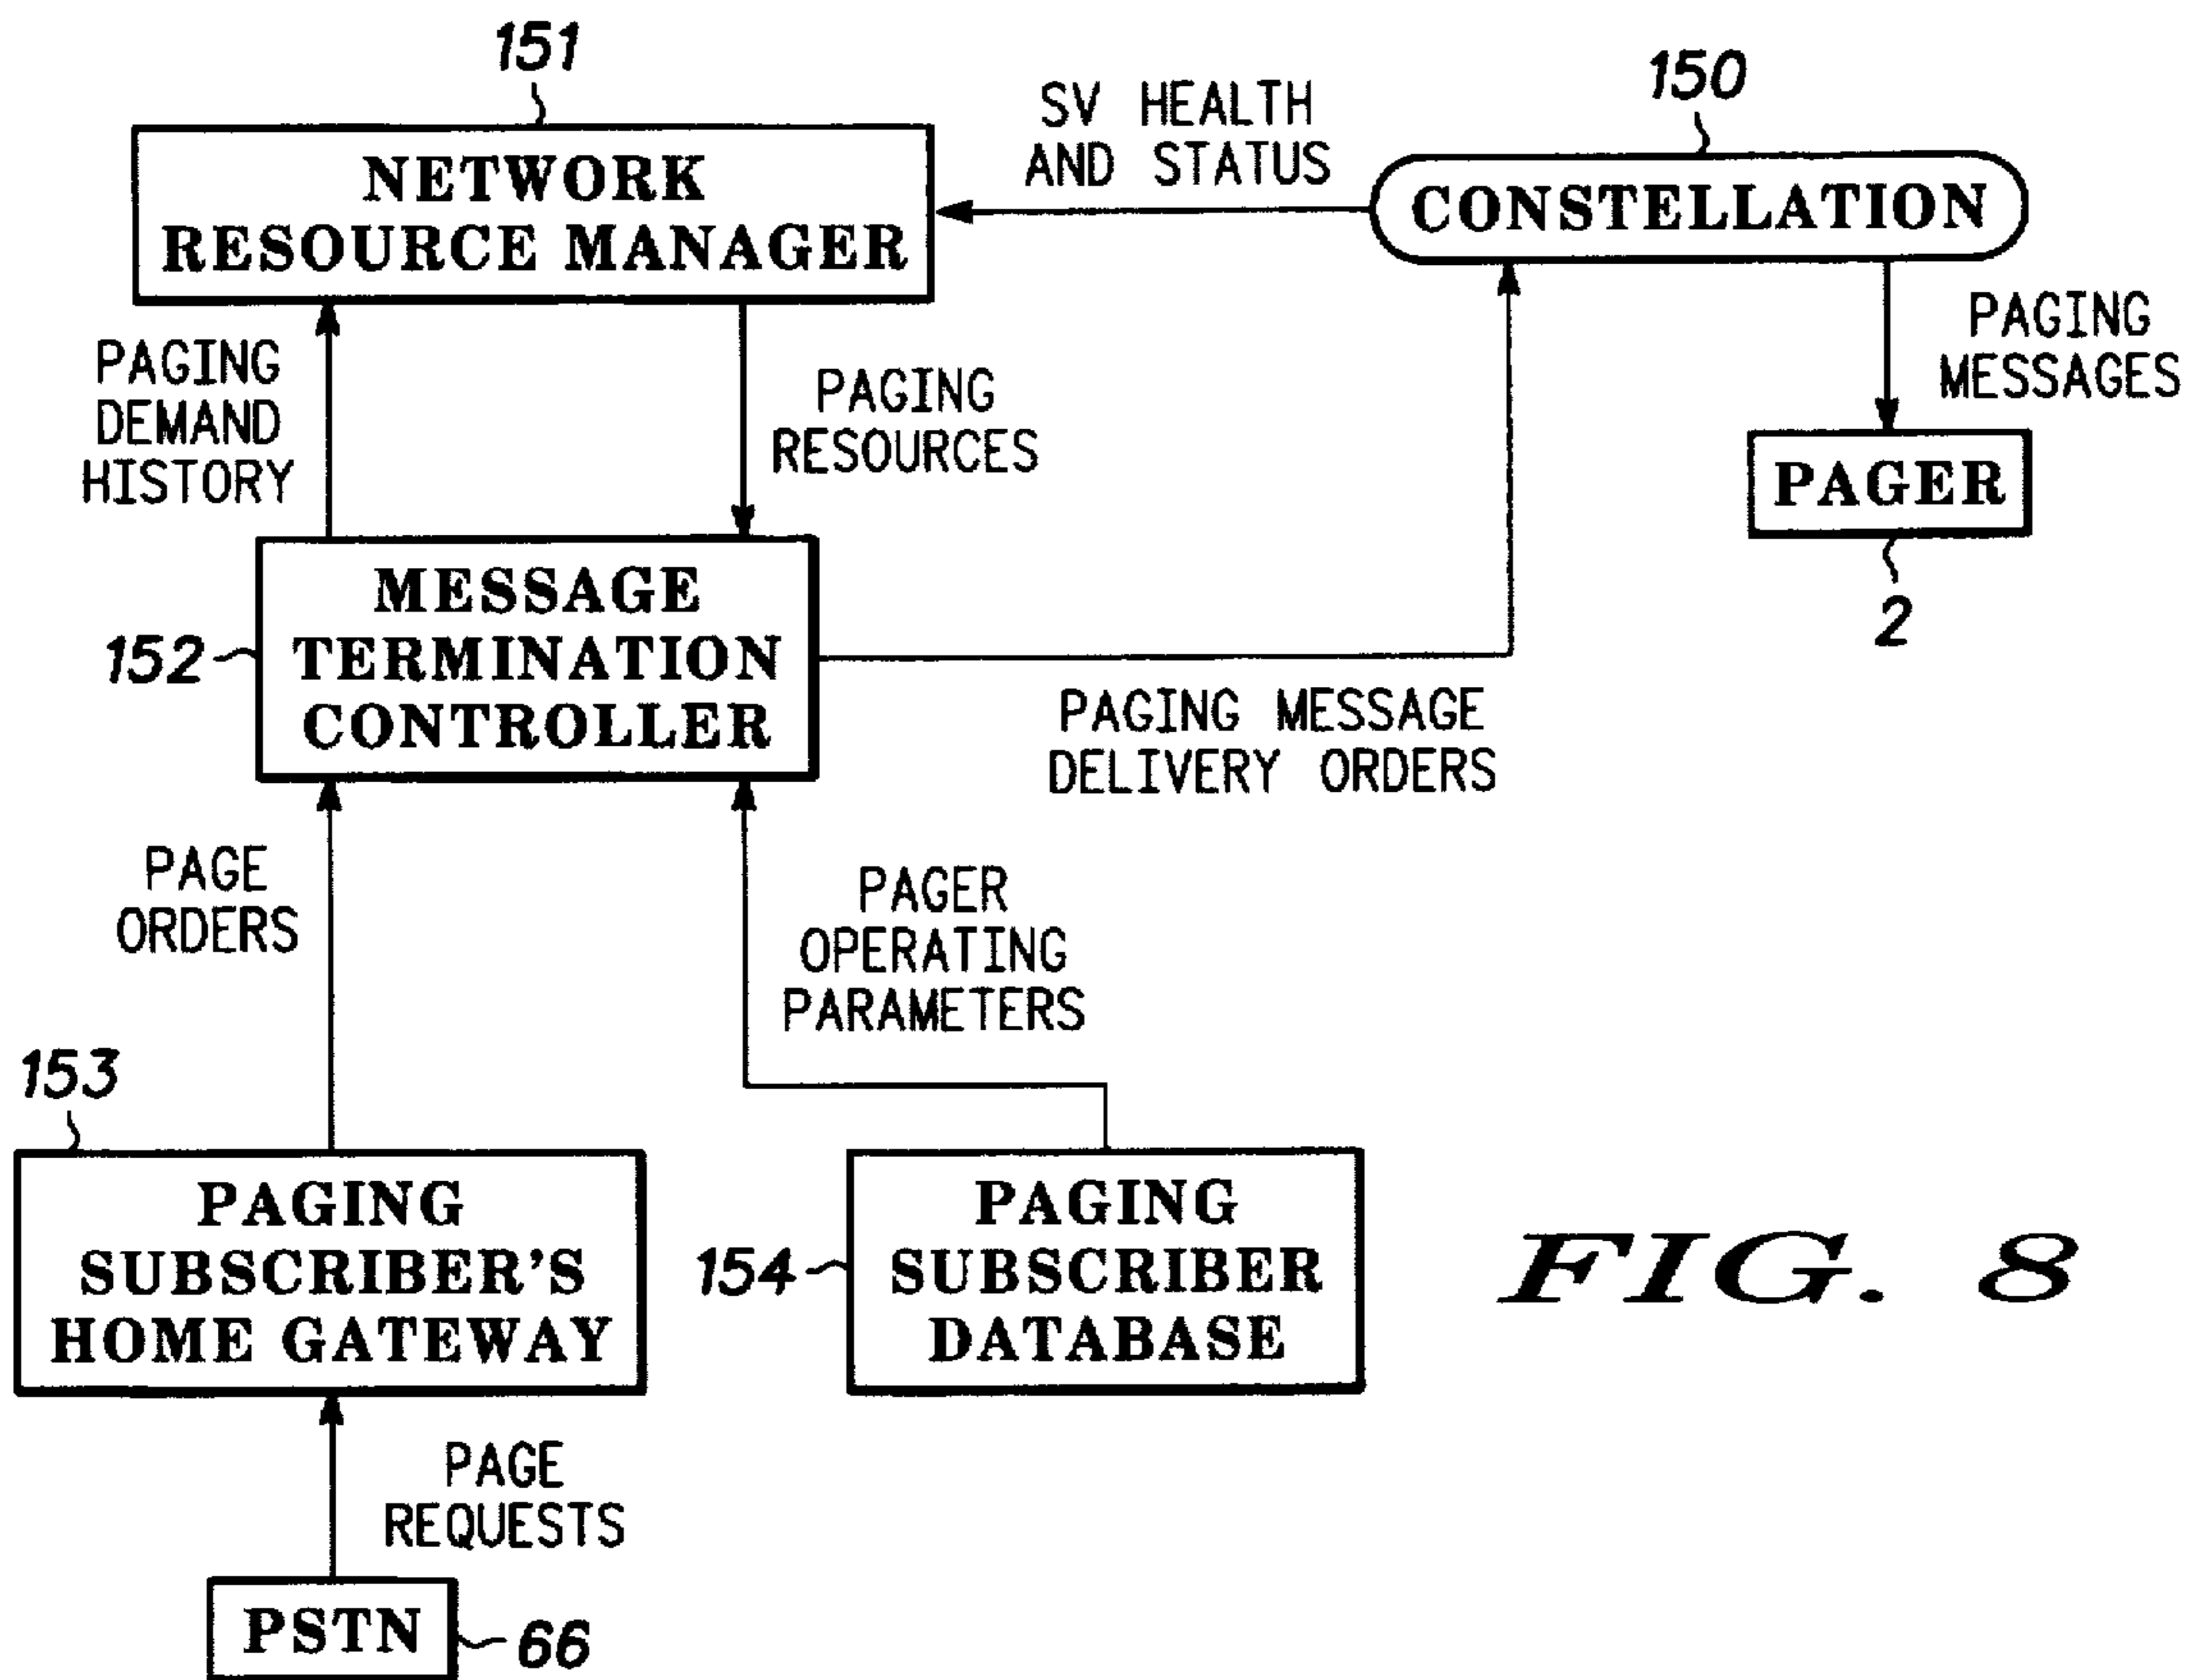 151
NETWORK
RESOURCE MANAGER
SV HEALTH
AND STATUS
150
CONSTELLATION
PAGING
DEMAND
HISTORY
PAGING
RESOURCES
PAGING
MESSAGES
PAGER
2
152
MESSAGE
TERMINATION
CONTROLLER
PAGING MESSAGE
DELIVERY ORDERS
PAGE
ORDERS
PAGER
OPERATING
PARAMETERS
153
PAGING
SUBSCRIBER'S
HOME GATEWAY
154
PAGING
SUBSCRIBER
DATABASE
FIG. 8
PAGE
REQUESTS
PSTN
66